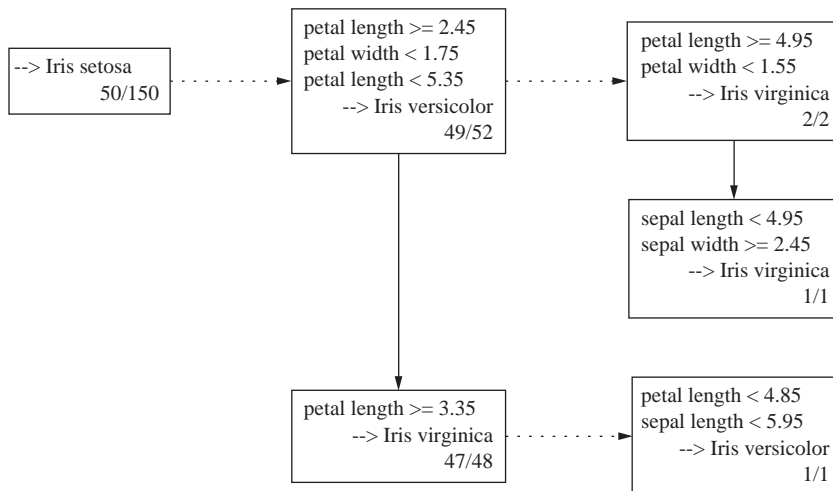 --> Iris setosa
50/150
petal length >= 2.45
petal width < 1.75
petal length < 5.35
--> Iris versicolor
49/52
petal length >= 4.95
petal width < 1.55
--> Iris virginica
2/2
sepal length < 4.95
sepal width >= 2.45
--> Iris virginica
1/1
petal length >= 3.35
--> Iris virginica
47/48
petal length < 4.85
sepal length < 5.95
--> Iris versicolor
1/1